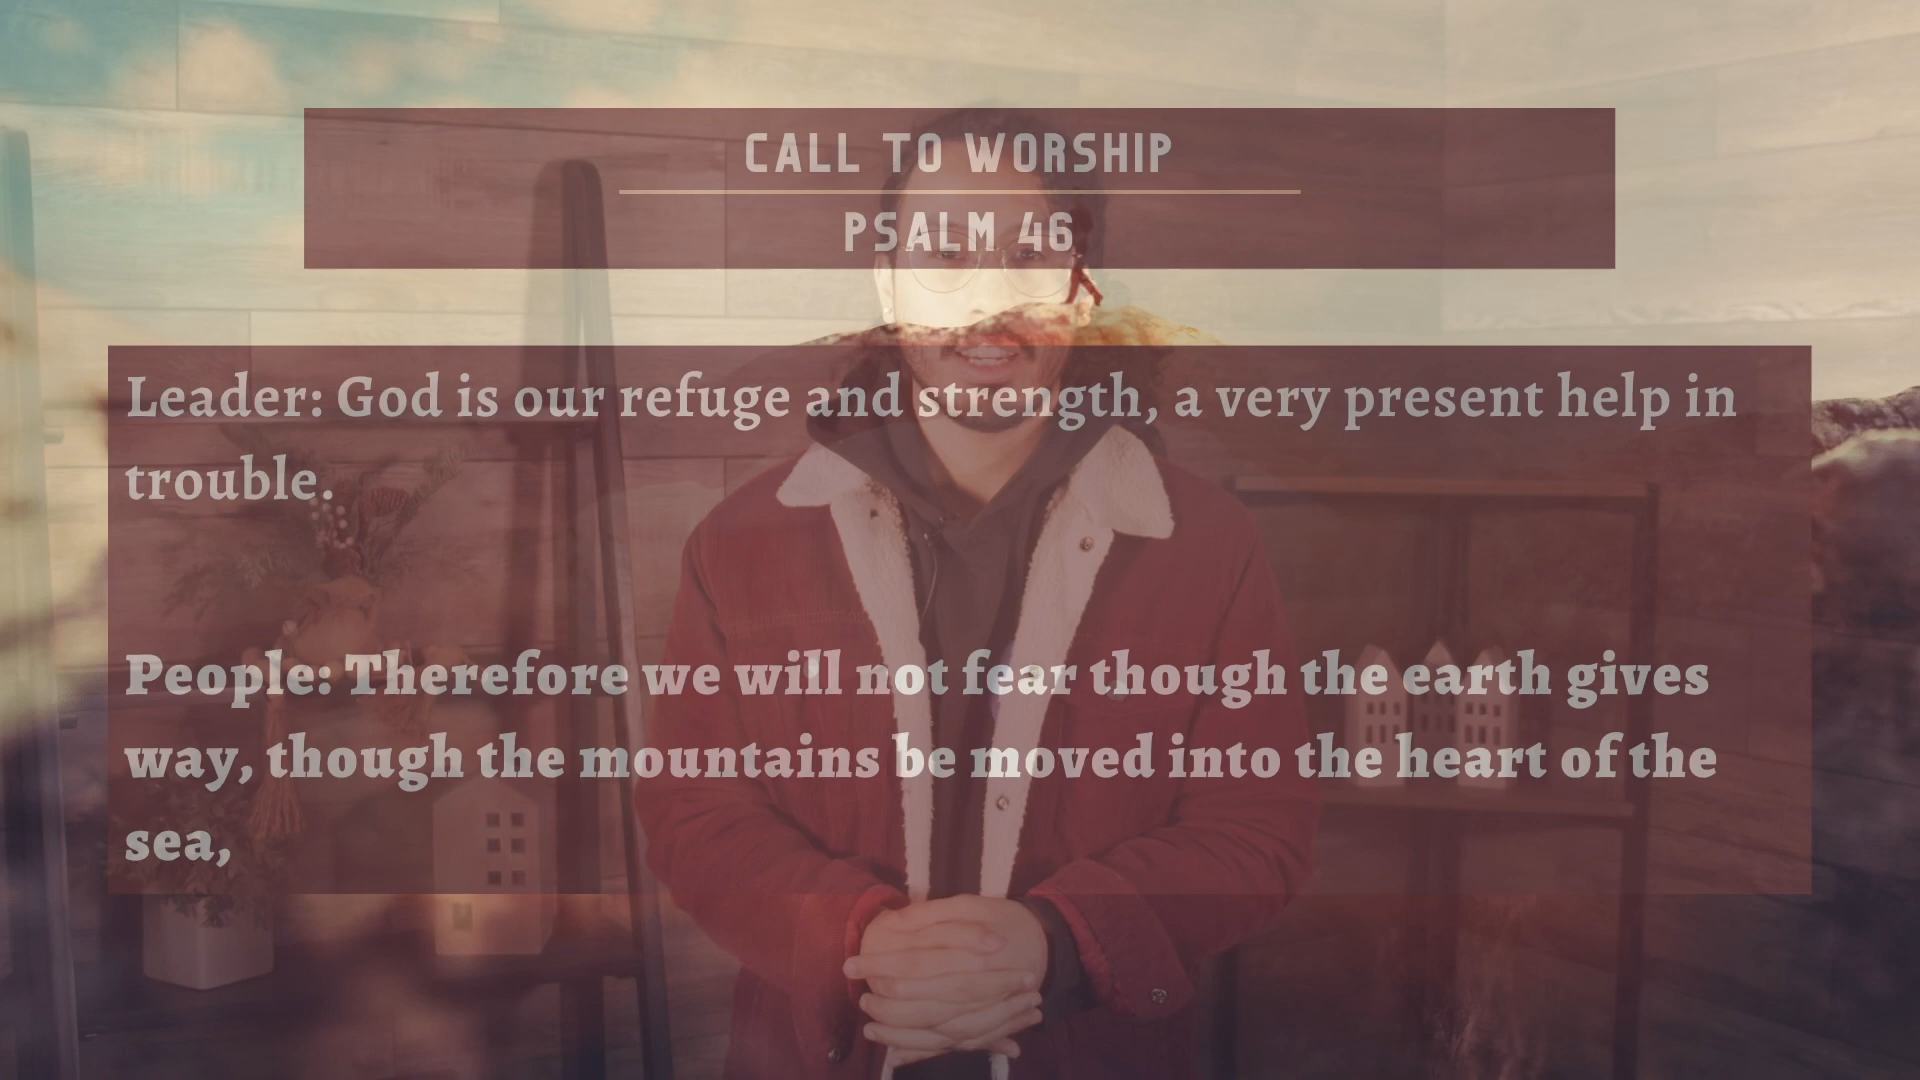 CALL TO WORSHIP
PSALM 46
Leader: God is our refuge and strength, a very present help in
trouble.
People: Therefore we will not fear though the earth gives
way, though the mountains be moved into the heart of the
sea,